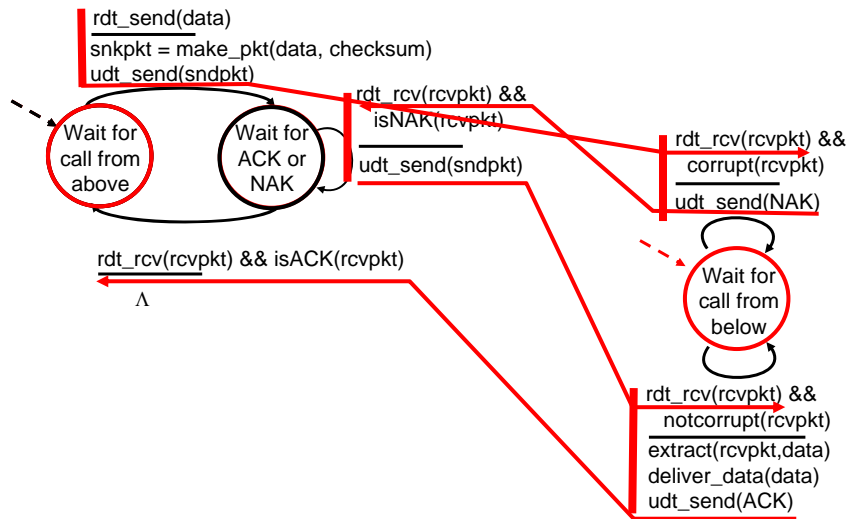 rdt_send(data)
snkpkt = make_pkt(data, checksum)
udt_send(sndpkt)
Wait for
call from
above
Wait for
ACK or
NAK
rdt_rcv(rcvpkt) &&
isNAK(rcvpkt)
udt_send(sndpkt)
rdt_rcv(rcvpkt) &&
corrupt(rcvpkt)
udt_send(NAK)
rdt_rcv(rcvpkt) && isACK(rcvpkt)
Λ
Wait for
call from
below
rdt_rcv(rcvpkt) &&
notcorrupt(rcvpkt)
extract(rcvpkt,data)
deliver_data(data)
udt_send(ACK)